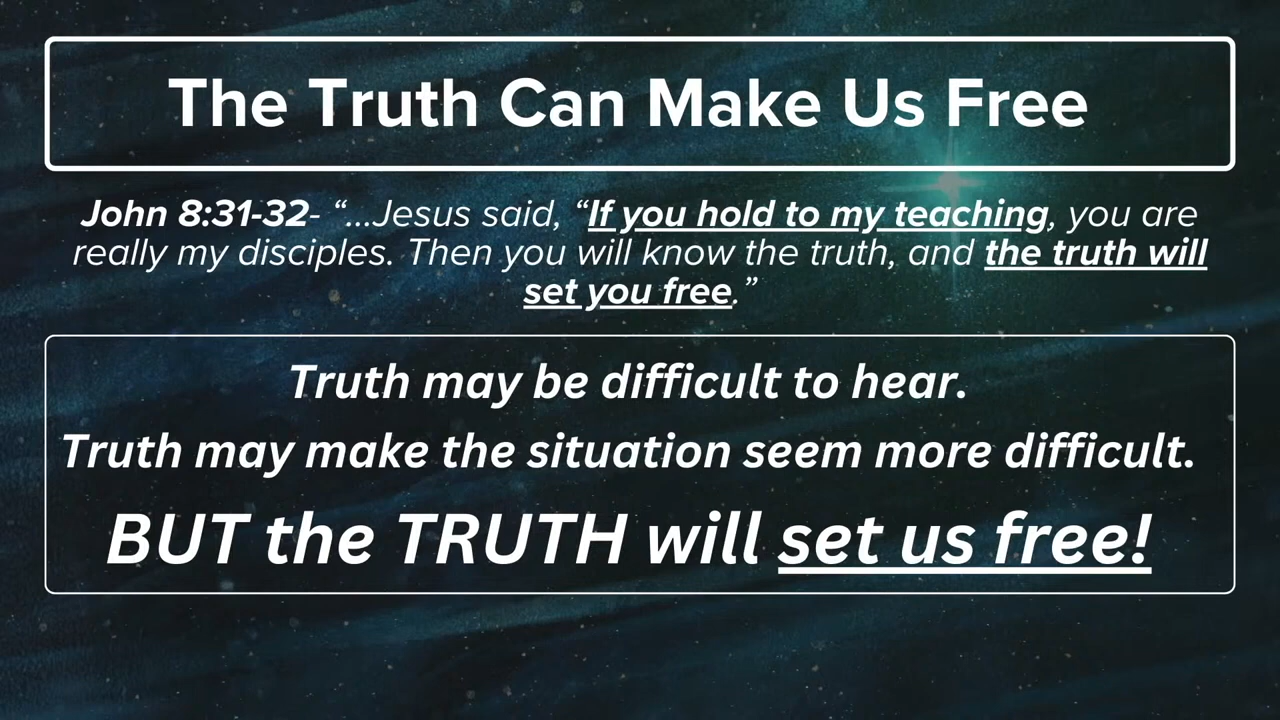 The Truth Can Make Us Free
John 8:31-32- “...Jesus said, “If you hold to my teaching, you are
really my disciples. Then you will know the truth, and the truth will
set you free.”
Truth may be difficult to hear.
Truth may make the situation seem more difficult.
BUT the TRUTH will set us free!